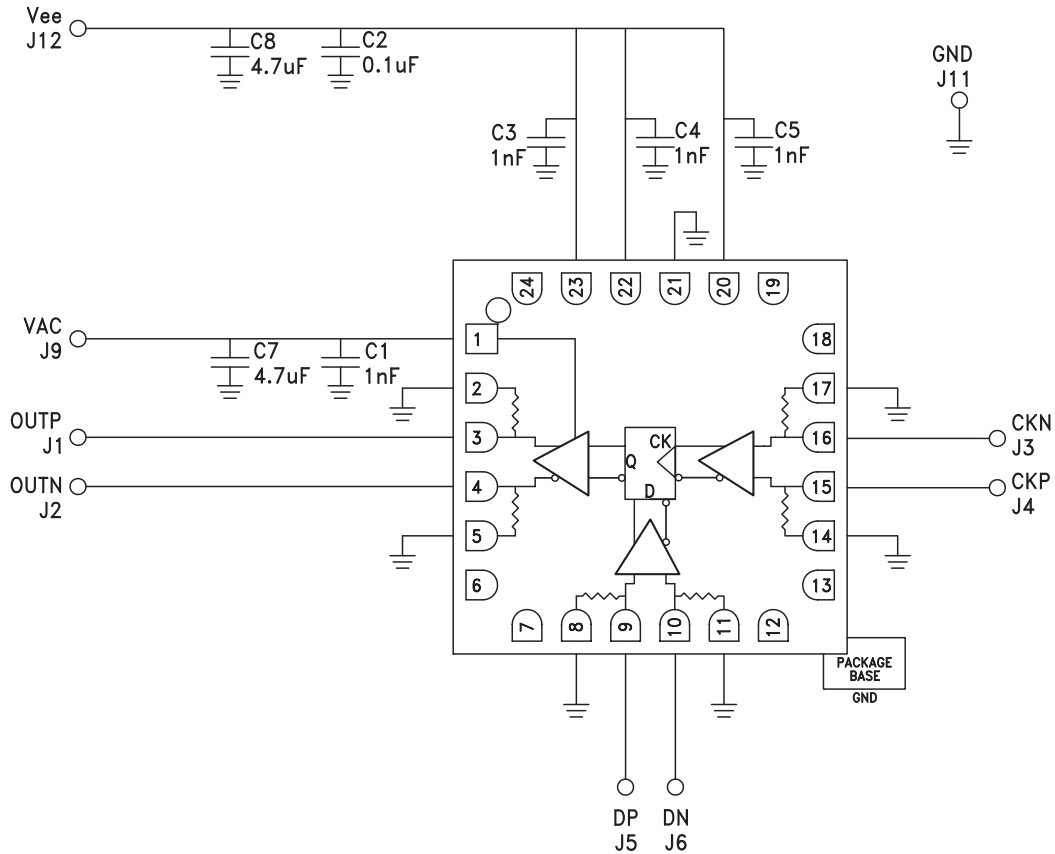 Vee
J12
C8
4.7uF
C2
0.1uF
GND
J11
C3
1nF
C4
1nF
C5
1nF
24
23
22
21
20
19
VAC
J9
C7
4.7uF
C1
1nF
1
18
2
17
OUTP
J1
3
CK
16
CKN
J3
Q
OUTN
J2
4
D
15
CKP
J4
5
14
6
13
7
8
9
10
11
12
PACKAGE
BASE
GND
DP
J5
DN
J6